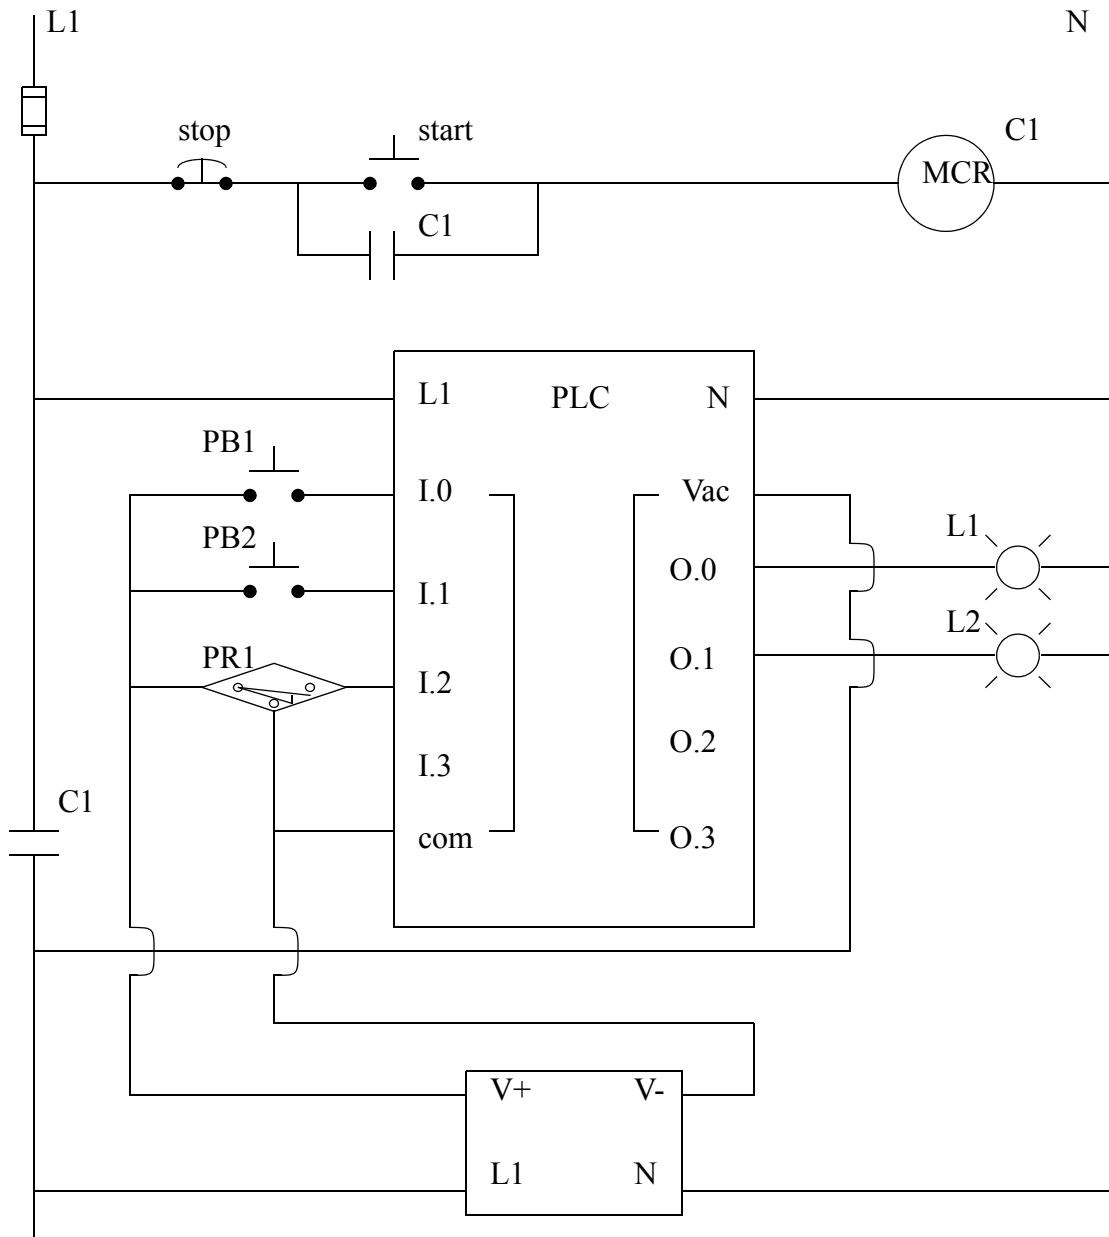 L1 N
stop start C1
MCR
C1
L1 PLC N
PB1
I.0 Vac
L1
PB2
O.0
I.1
L2
PR1 O.1
I.2
O.2
I.3
C1
com O.3
V+ V-
L1 N